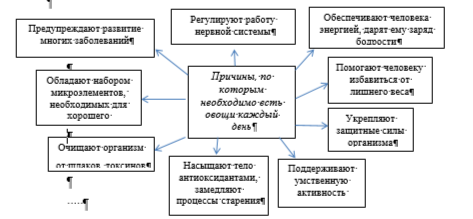 Предупреждают развитие
многих заболеваний¶
Регулируют работу
нервной системы¶
Обеспечивают человека
энергией, дарят ему заряд
бодрости¶
Обладают набором
микроэлементов,
необходимых для
хорошего
Причины, по
которым
необходимо есть
овощи каждый
день¶
Помогают человеку
избавиться от
лишнего веса¶
Укрепляют
защитные силы
организма¶
Очищают организм
от шлаков, токсинов¶
Насыщают тело
антиоксидантами,
замедляют
процессы старения¶
Поддерживают
умственную
активность
¶
¶
¶
¶
.....¶